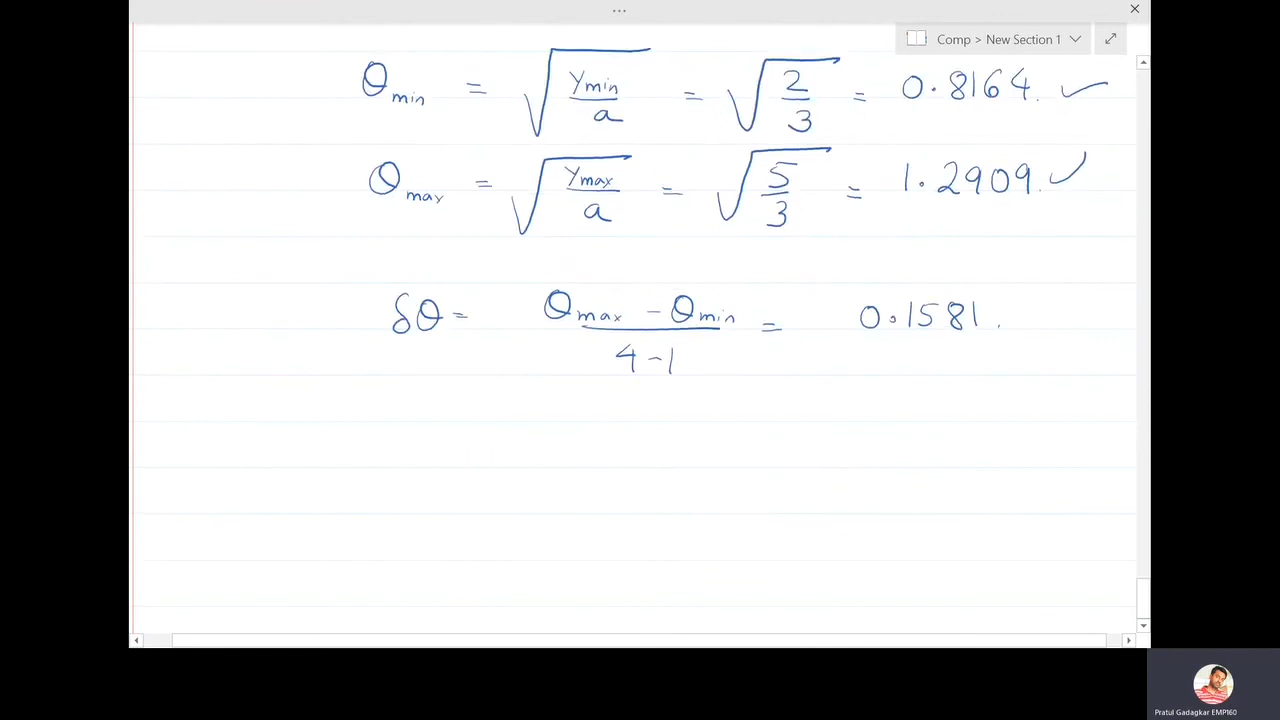 Comp > New Section 1
θmin = √(ymin/a) = √(2/3) = 0.8164. ✓
θmax = √(ymax/a) = √(5/3) = 1.2909. ✓
δθ = (θmax - θmin)/(4-1) = 0.1581.
Pratul Gadagkar EMP160